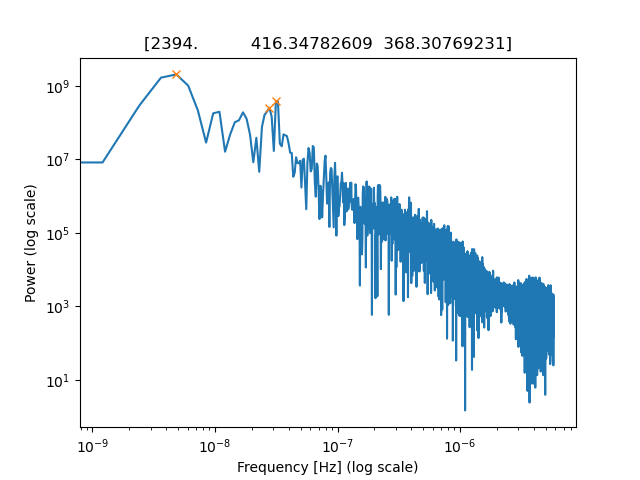 [2394.          416.34782609  368.30769231]
10⁹
10⁷
10⁵
10³
10¹
Power (log scale)
10⁻⁹ 10⁻⁸ 10⁻⁷ 10⁻⁶
Frequency [Hz] (log scale)